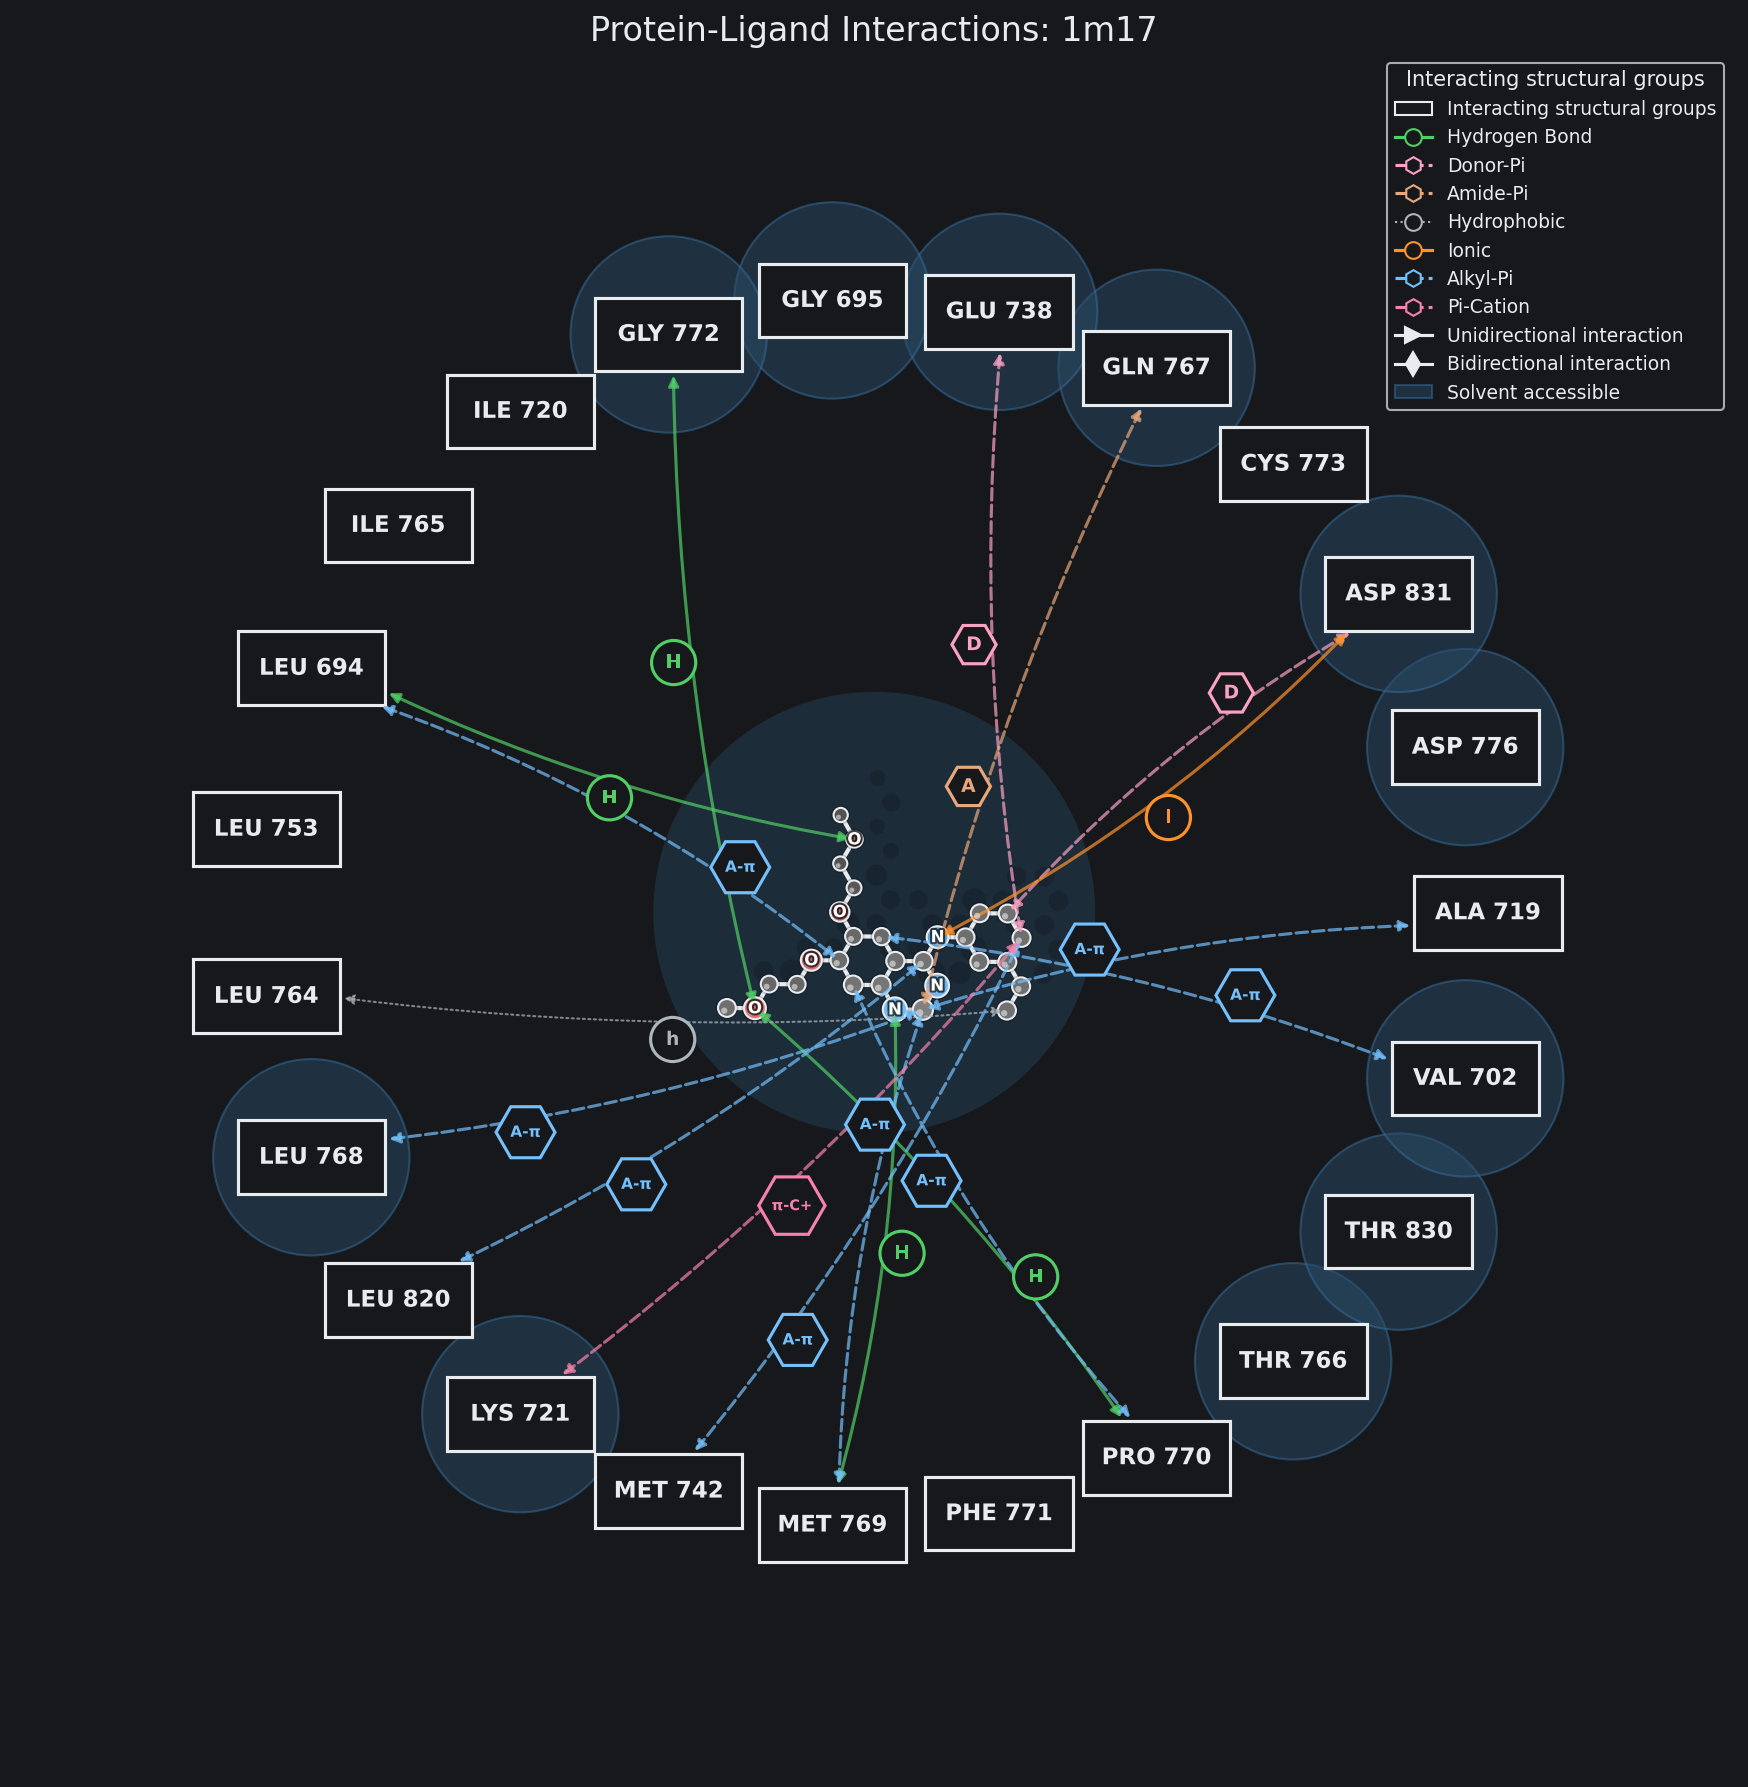 Protein-Ligand Interactions: 1m17
Interacting structural groups
Interacting structural groups
Hydrogen Bond
Donor-Pi
Amide-Pi
Hydrophobic
Ionic
Alkyl-Pi
Pi-Cation
Unidirectional interaction
Bidirectional interaction
Solvent accessible
GLY 695
GLU 738
GLY 772
GLN 767
ILE 720
CYS 773
ILE 765
ASP 831
D
H
LEU 694
D
ASP 776
A
H
I
LEU 753
O
A-π
O
ALA 719
N
A-π
O
N
LEU 764
A-π
O
N
h
VAL 702
A-π
A-π
LEU 768
A-π
A-π
π-C+
THR 830
H
H
LEU 820
A-π
THR 766
LYS 721
PRO 770
MET 742
PHE 771
MET 769